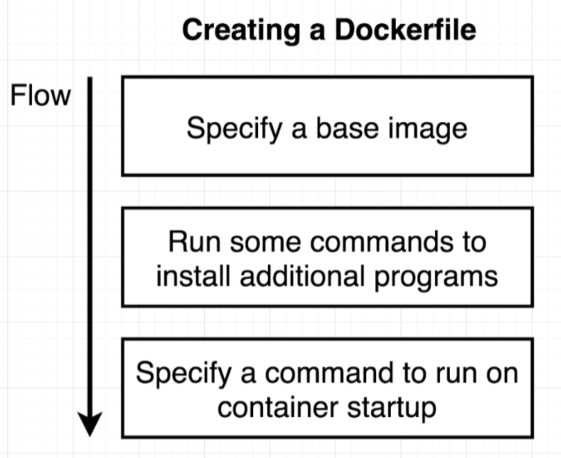 Creating a Dockerfile
Flow
Specify a base image
Run some commands to
install additional programs
Specify a command to run on
container startup